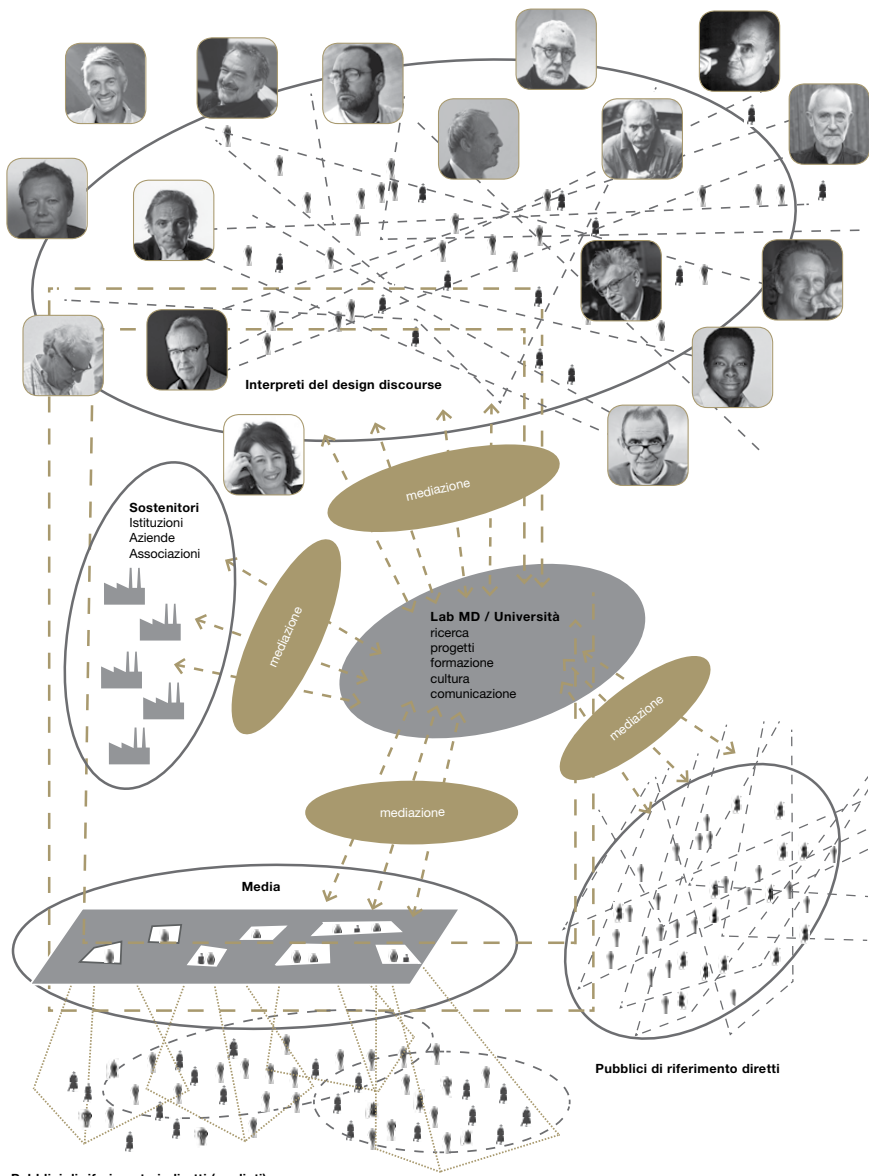 Interpreti del design discourse
mediazione
Sostenitori
Istituzioni
Aziende
Associazioni
mediazione
Lab MD / Università
ricerca
progetti
formazione
cultura
comunicazione
mediazione
mediazione
Media
Pubblici di riferimento diretti